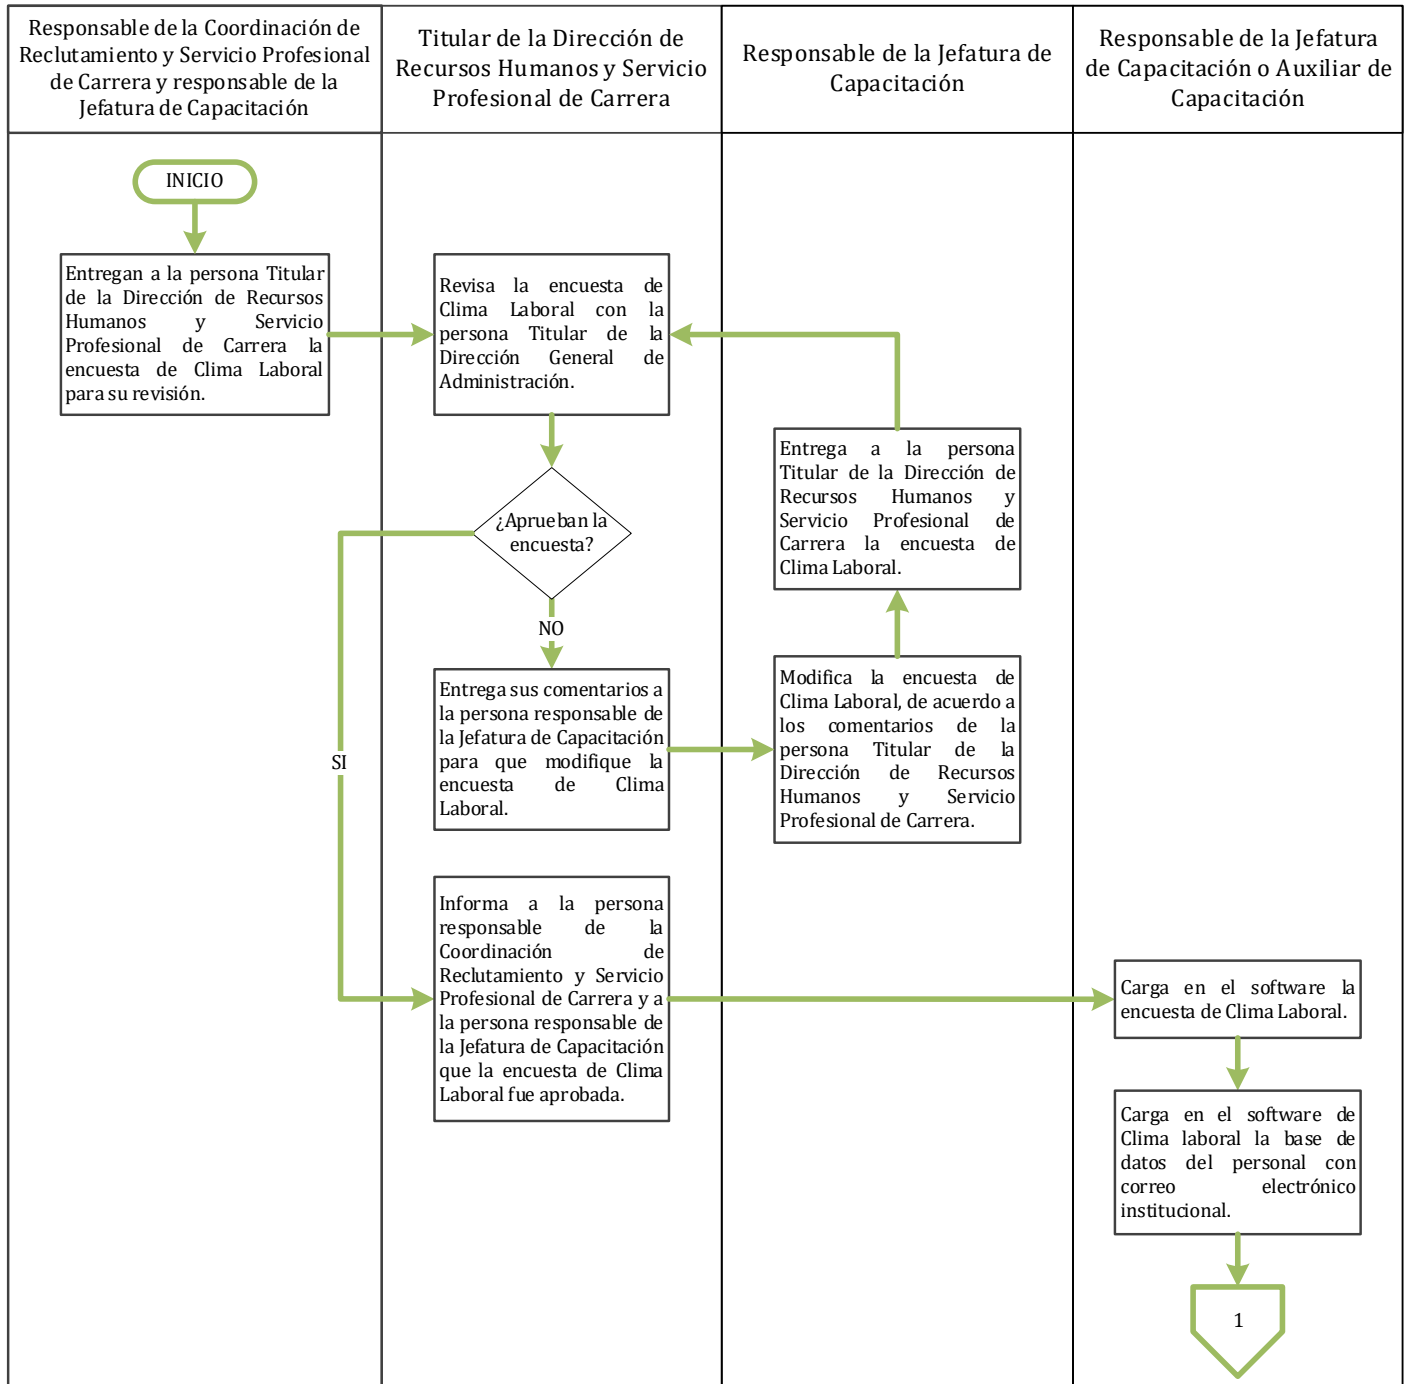 Responsable de la Coordinación de
Reclutamiento y Servicio Profesional
de Carrera y responsable de la
Jefatura de Capacitación
Titular de la Dirección de
Recursos Humanos y Servicio
Profesional de Carrera
Responsable de la Jefatura de
Capacitación
Responsable de la Jefatura
de Capacitación o Auxiliar de
Capacitación
INICIO
Entregan a la persona Titular
de la Dirección de Recursos
Humanos y Servicio
Profesional de Carrera la
encuesta de Clima Laboral
para su revisión.
Revisa la encuesta de
Clima Laboral con la
persona Titular de la
Dirección General de
Administración.
¿Aprueban la
encuesta?
NO
SI
Entrega sus comentarios a
la persona responsable de
la Jefatura de Capacitación
para que modifique la
encuesta de Clima
Laboral.
Modifica la encuesta de
Clima Laboral, de acuerdo a
los comentarios de la
persona Titular de la
Dirección de Recursos
Humanos y Servicio
Profesional de Carrera.
Entrega a la persona
Titular de la Dirección de
Recursos Humanos y
Servicio Profesional de
Carrera la encuesta de
Clima Laboral.
Informa a la persona
responsable de la
Coordinación de
Reclutamiento y Servicio
Profesional de Carrera y a
la persona responsable de
la Jefatura de Capacitación
que la encuesta de Clima
Laboral fue aprobada.
Carga en el software la
encuesta de Clima Laboral.
Carga en el software de
Clima laboral la base de
datos del personal con
correo electrónico
institucional.
1